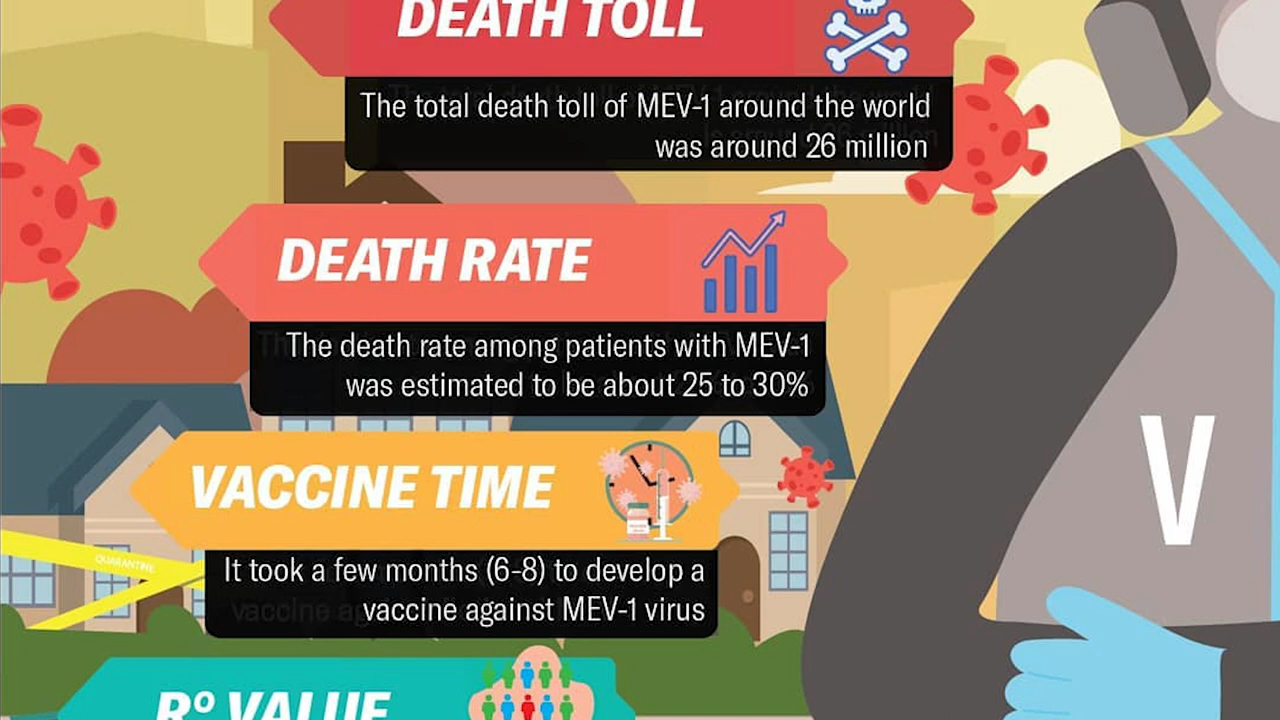 DEATH TOLL
The total death toll of MEV-1 around the world
was around 26 million
DEATH RATE
The death rate among patients with MEV-1
was estimated to be about 25 to 30%
VACCINE TIME
It took a few months (6-8) to develop a
vaccine against MEV-1 virus
QUARANTINE
V
Rº VALUE